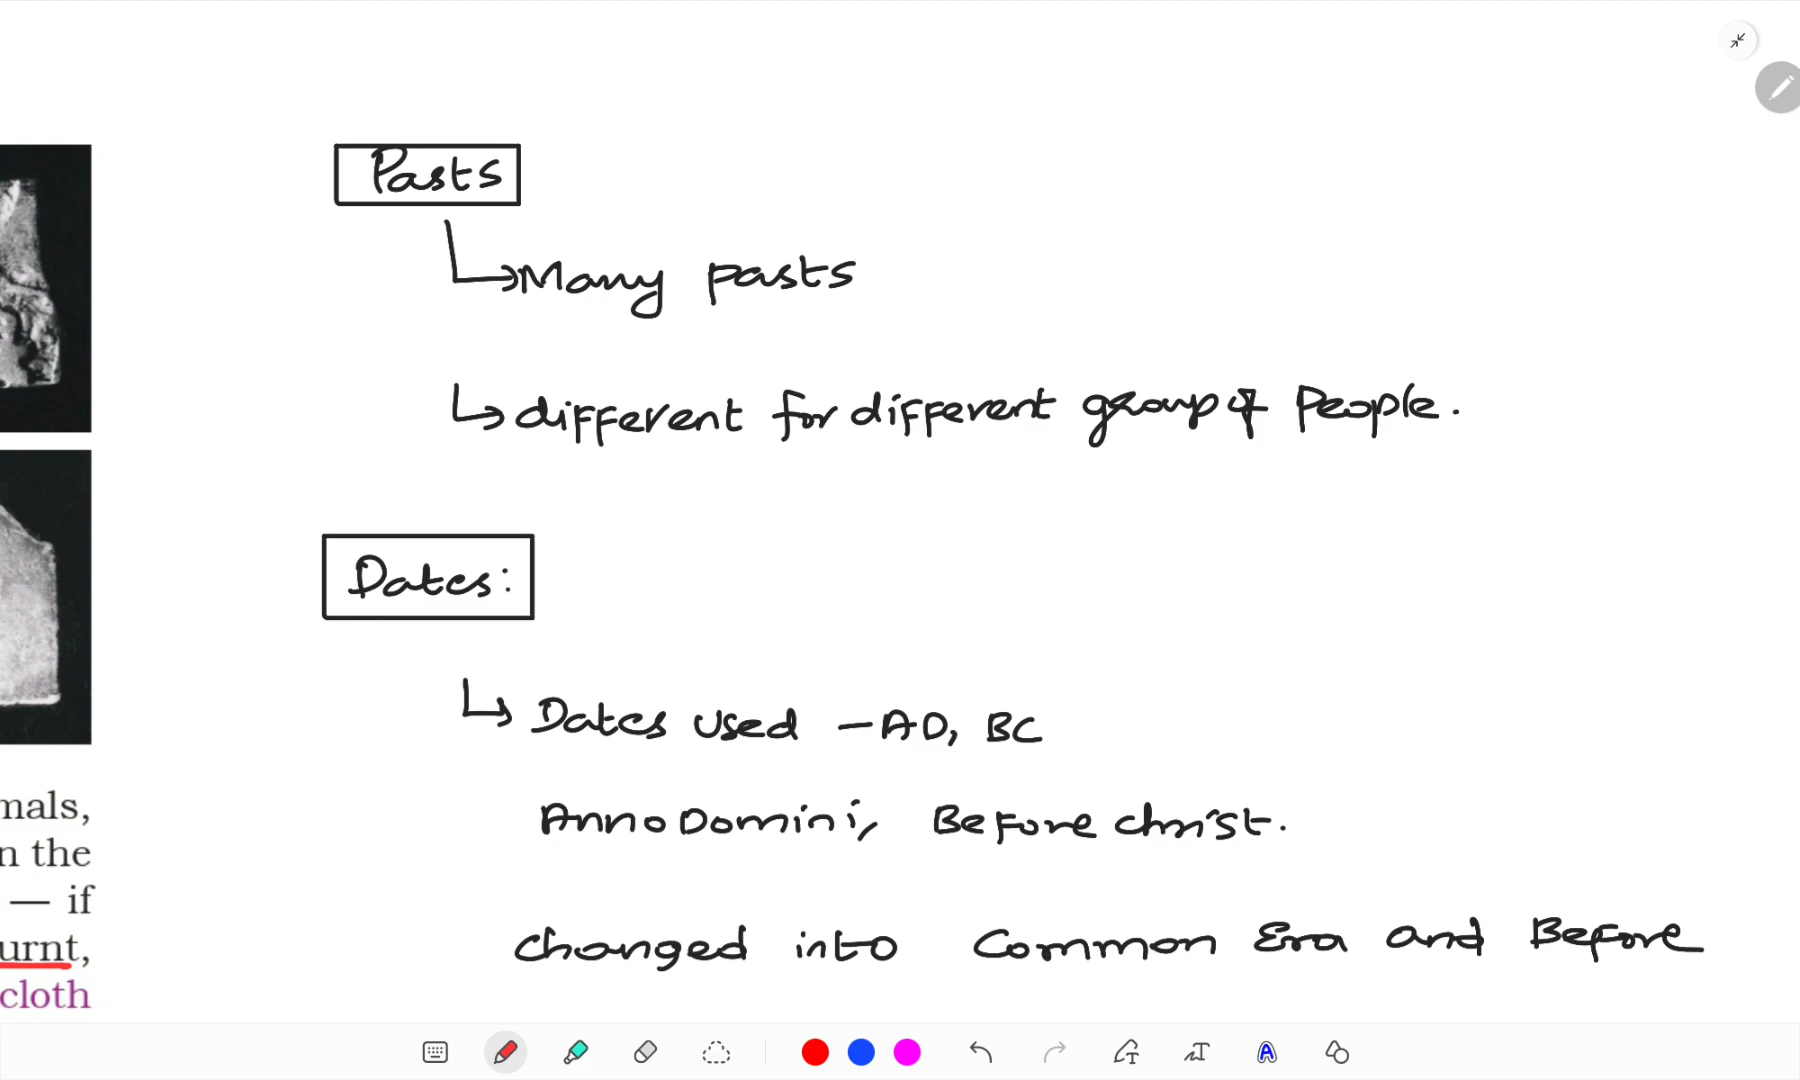 Pasts
Many pasts
different for different group of People.
Dates:
Dates used - AD, BC
Anno Domini, Before christ.
changed into Common Era and Before
mals,
n the
— if
urnt,
cloth